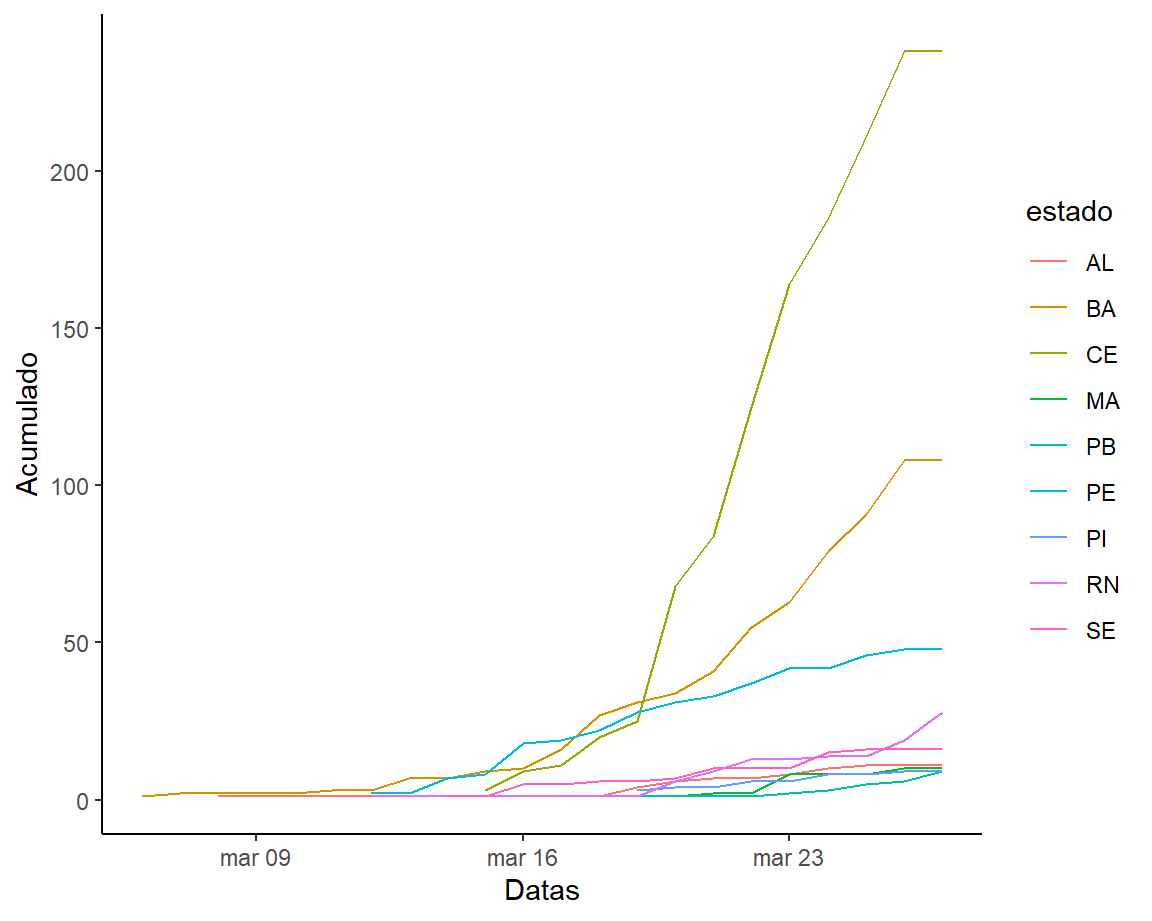 200
150
100
50
0
Acumulado
mar 09
mar 16
mar 23
Datas
estado
AL
BA
CE
MA
PB
PE
PI
RN
SE